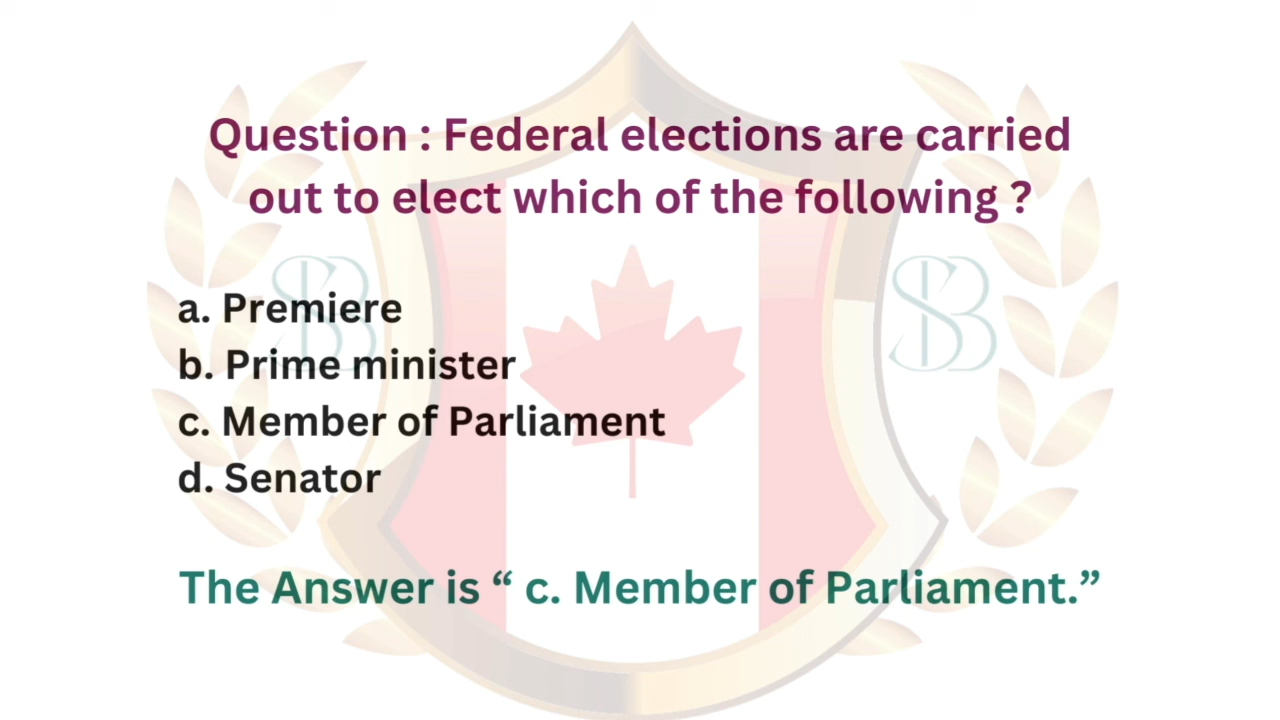 Question : Federal elections are carried
out to elect which of the following ?
a. Premiere
b. Prime minister
c. Member of Parliament
d. Senator
The Answer is “ c. Member of Parliament.”